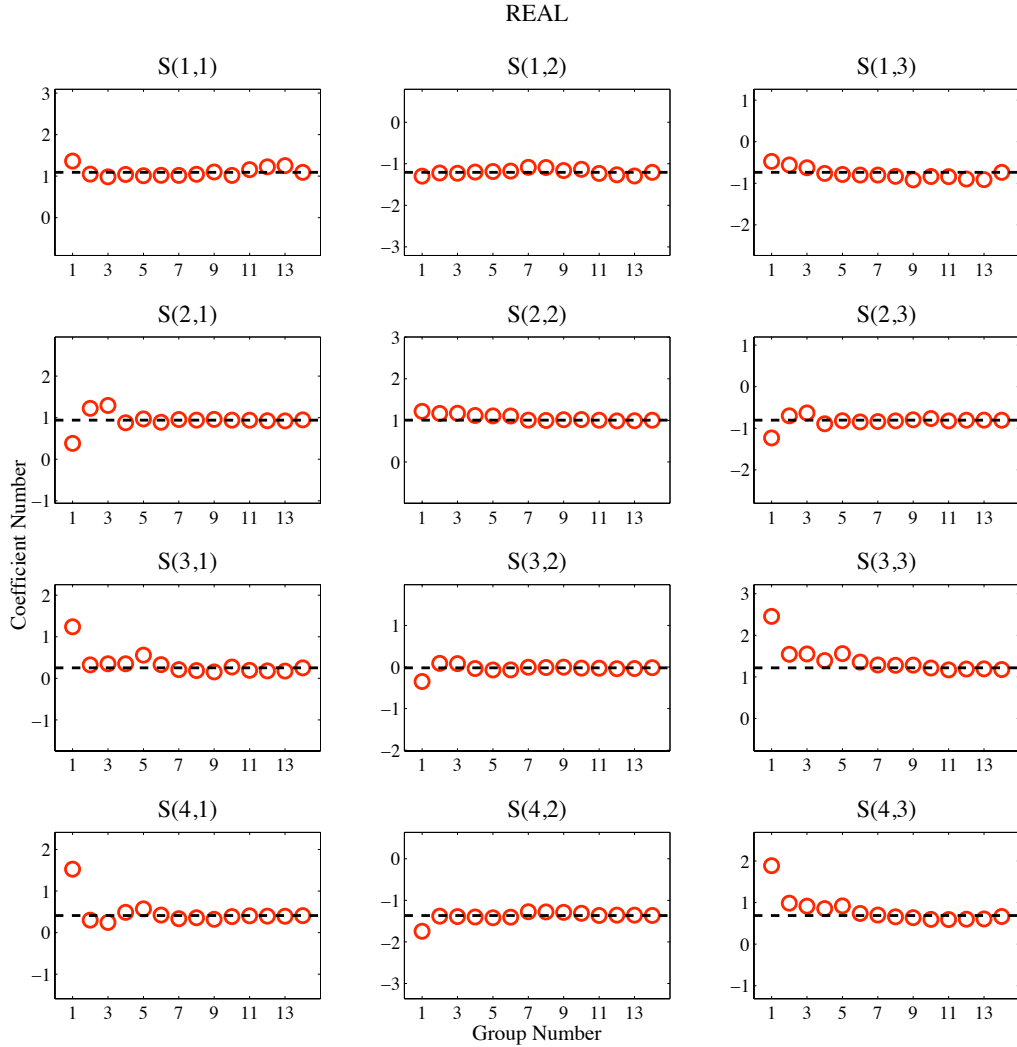 REAL
S(1,1) S(1,2) S(1,3)
3
2
1
0
1 3 5 7 9 11 13
0
−1
−2
−3
1 3 5 7 9 11 13
1
0
−1
−2
1 3 5 7 9 11 13
S(2,1) S(2,2) S(2,3)
2
1
0
−1
1 3 5 7 9 11 13
3
2
1
0
1 3 5 7 9 11 13
1
0
−1
−2
1 3 5 7 9 11 13
Coefficient Number
S(3,1) S(3,2) S(3,3)
2
1
0
−1
1 3 5 7 9 11 13
1
0
−1
−2
1 3 5 7 9 11 13
3
2
1
0
1 3 5 7 9 11 13
S(4,1) S(4,2) S(4,3)
2
1
0
−1
1 3 5 7 9 11 13
0
−1
−2
−3
1 3 5 7 9 11 13
2
1
0
−1
1 3 5 7 9 11 13
Group Number